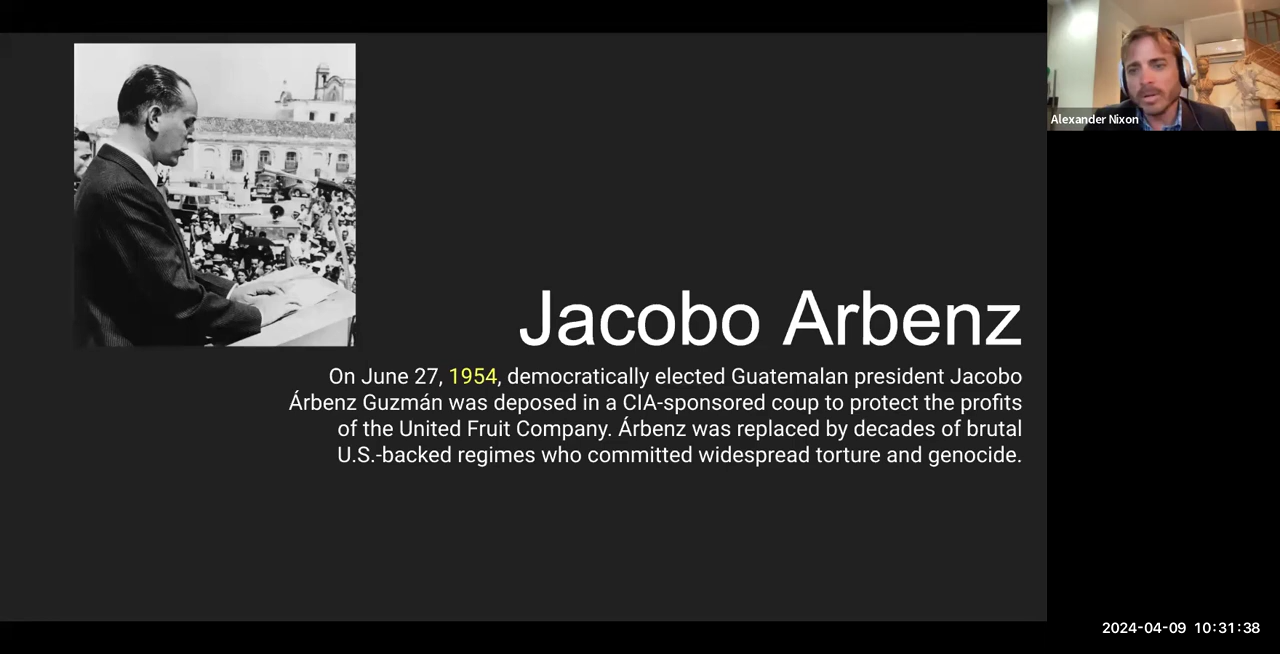 Alexander Nixon
Jacobo Arbenz
On June 27, 1954, democratically elected Guatemalan president Jacobo
Árbenz Guzmán was deposed in a CIA-sponsored coup to protect the profits
of the United Fruit Company. Árbenz was replaced by decades of brutal
U.S.-backed regimes who committed widespread torture and genocide.
2024-04-09 10:31:38